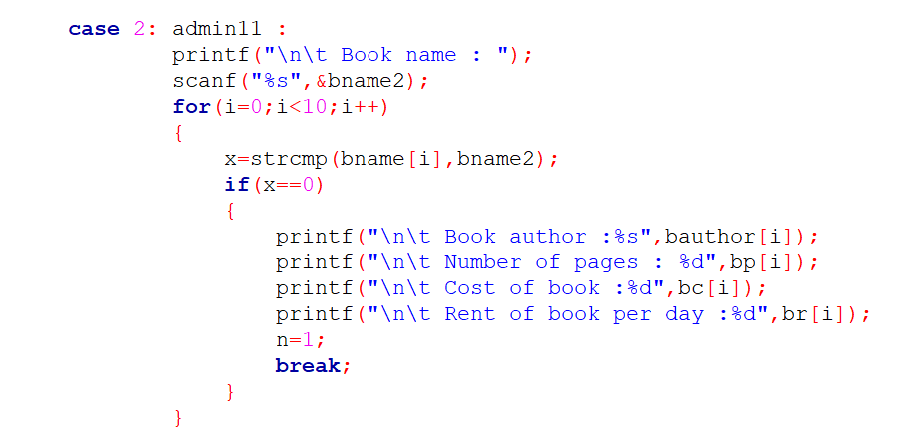 case 2: admin11 :
printf("\n\t Book name : ");
scanf("%s",&bname2);
for(i=0;i<10;i++)
{
x=strcmp(bname[i],bname2);
if(x==0)
{
printf("\n\t Book author :%s",bauthor[i]);
printf("\n\t Number of pages : %d",bp[i]);
printf("\n\t Cost of book :%d",bc[i]);
printf("\n\t Rent of book per day :%d",br[i]);
n=1;
break;
}
}